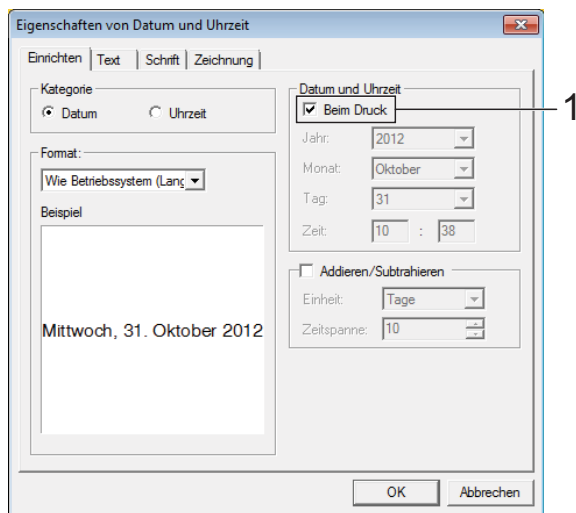 Eigenschaften von Datum und Uhrzeit
Einrichten Text Schrift Zeichnung
Kategorie
Datum Uhrzeit
Format:
Wie Betriebssystem (Lang
Beispiel
Mittwoch, 31. Oktober 2012
Datum und Uhrzeit
Beim Druck
1
Jahr: 2012
Monat: Oktober
Tag: 31
Zeit: 10 : 38
Addieren/Subtrahieren
Einheit: Tage
Zeitspanne: 10
OK Abbrechen